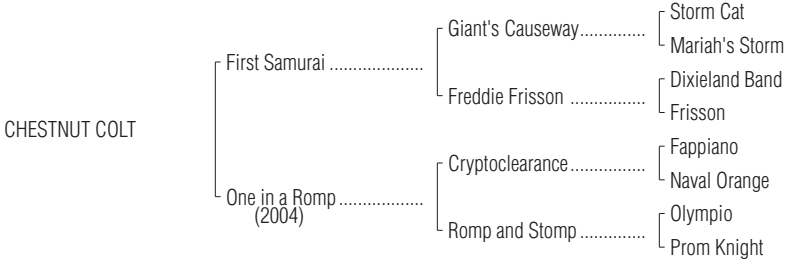 Storm Cat
Giant's Causeway..............
Mariah's Storm
First Samurai ....................
Dixieland Band
Freddie Frisson ................
Frisson
CHESTNUT COLT
Fappiano
Cryptoclearance................
Naval Orange
One in a Romp ..................
(2004)
Olympio
Romp and Stomp ..............
Prom Knight